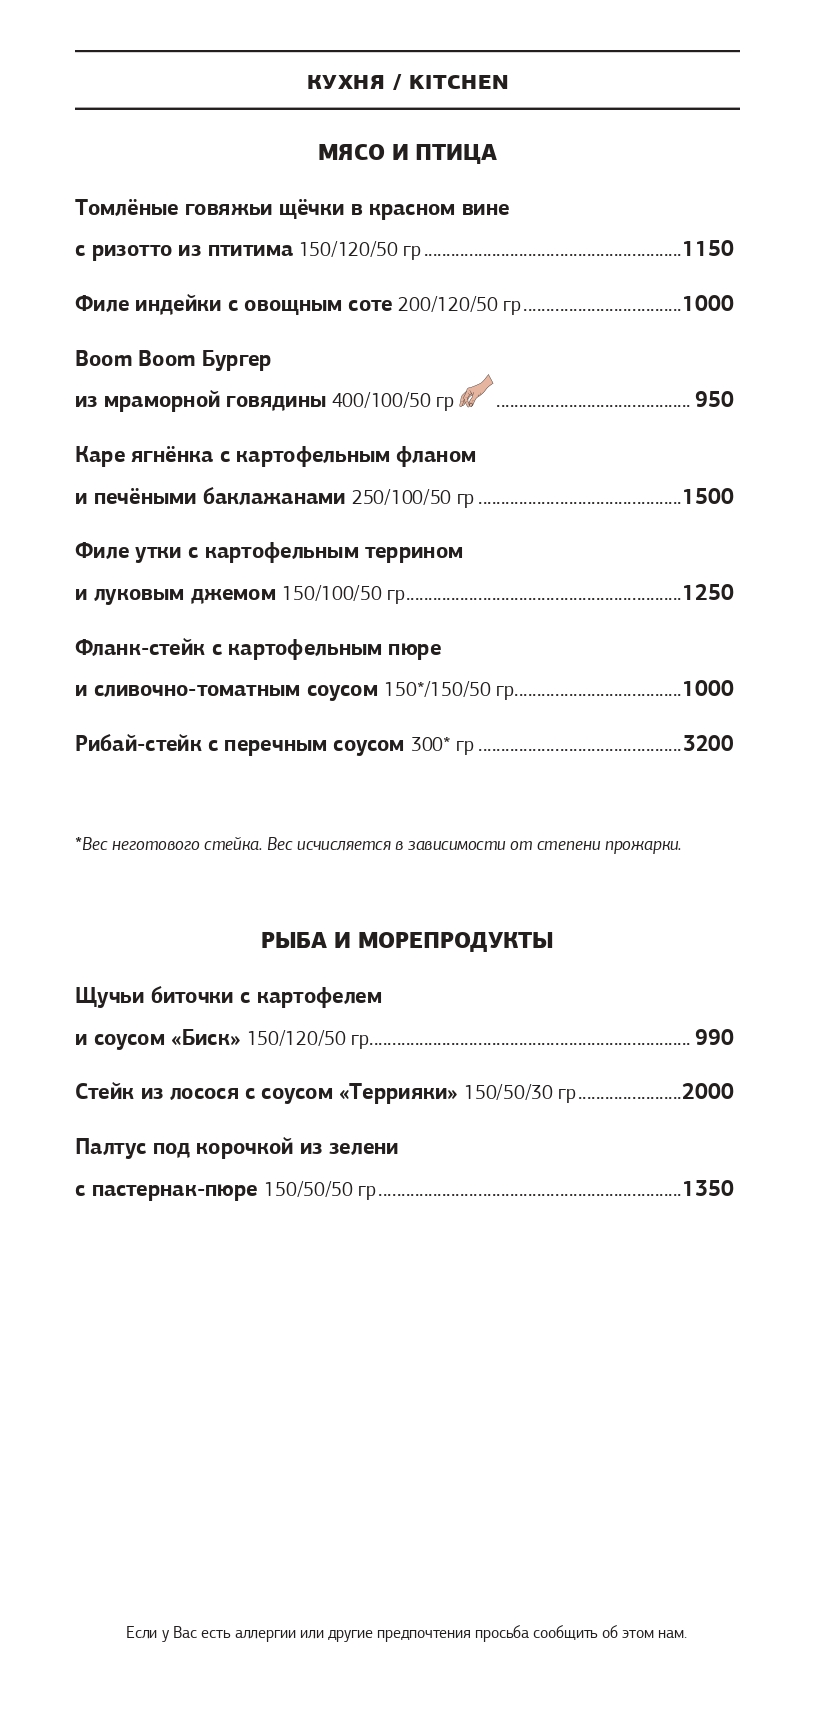 КУХНЯ / KITCHEN
МЯСО И ПТИЦА
Томлёные говяжьи щёчки в красном вине
с ризотто из птитима 150/120/50 гр.........................................................1150
Филе индейки с овощным соте 200/120/50 гр...................................1000
Boom Boom Бургер
из мраморной говядины 400/100/50 гр ........................................... 950
Каре ягнёнка с картофельным фланом
и печёными баклажанами 250/100/50 гр .............................................1500
Филе утки с картофельным террином
и луковым джемом 150/100/50 гр.............................................................1250
Фланк-стейк с картофельным пюре
и сливочно-томатным соусом 150*/150/50 гр.....................................1000
Рибай-стейк с перечным соусом 300* гр .............................................3200
*Вес неготового стейка. Вес исчисляется в зависимости от степени прожарки.
РЫБА И МОРЕПРОДУКТЫ
Щучьи биточки с картофелем
и соусом «Биск» 150/120/50 гр....................................................................... 990
Стейк из лосося с соусом «Террияки» 150/50/30 гр.......................2000
Палтус под корочкой из зелени
с пастернак-пюре 150/50/50 гр...................................................................1350
Если у Вас есть аллергии или другие предпочтения просьба сообщить об этом нам.